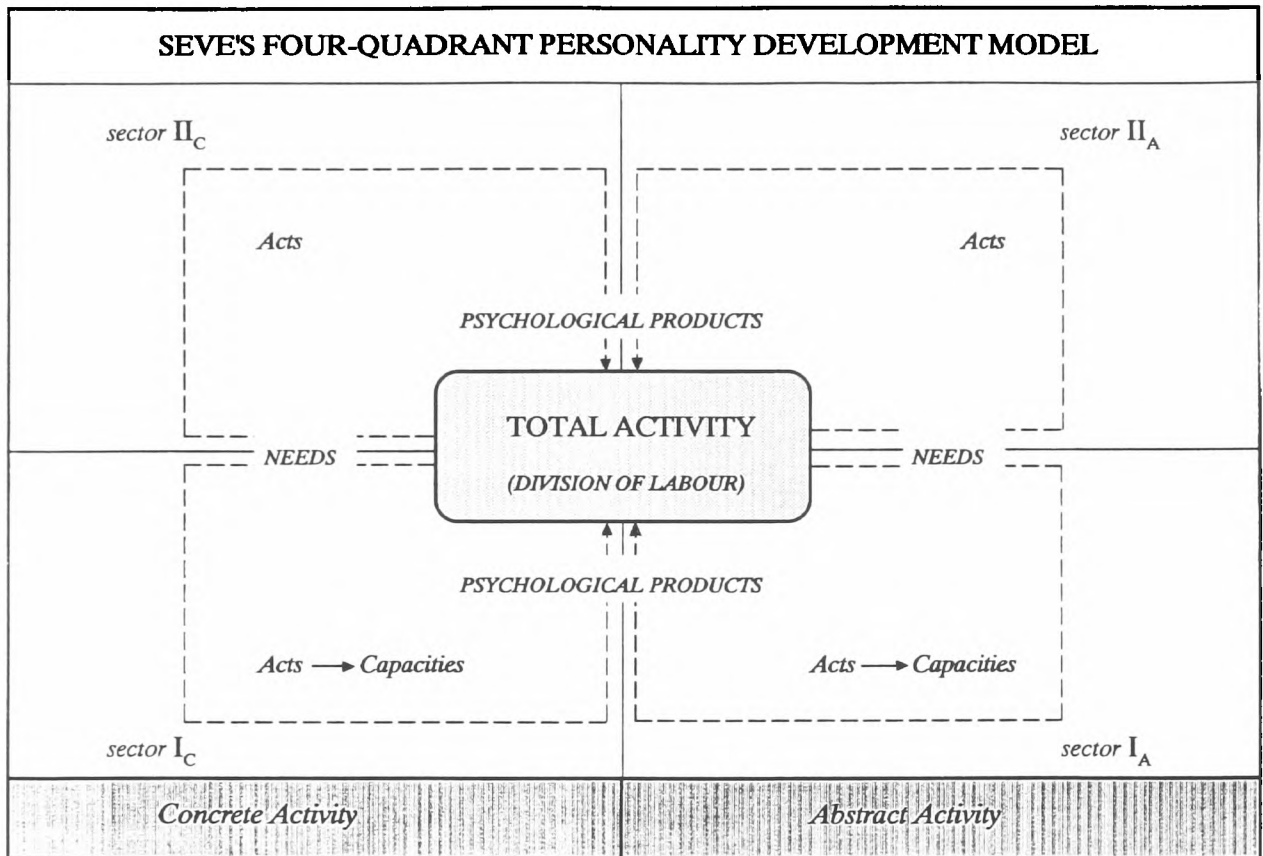 SEVE'S FOUR-QUADRANT PERSONALITY DEVELOPMENT MODEL
sector II_C
sector II_A
Acts
Acts
PSYCHOLOGICAL PRODUCTS
TOTAL ACTIVITY
NEEDS
NEEDS
(DIVISION OF LABOUR)
PSYCHOLOGICAL PRODUCTS
Acts → Capacities
Acts → Capacities
sector I_C
sector I_A
Concrete Activity
Abstract Activity